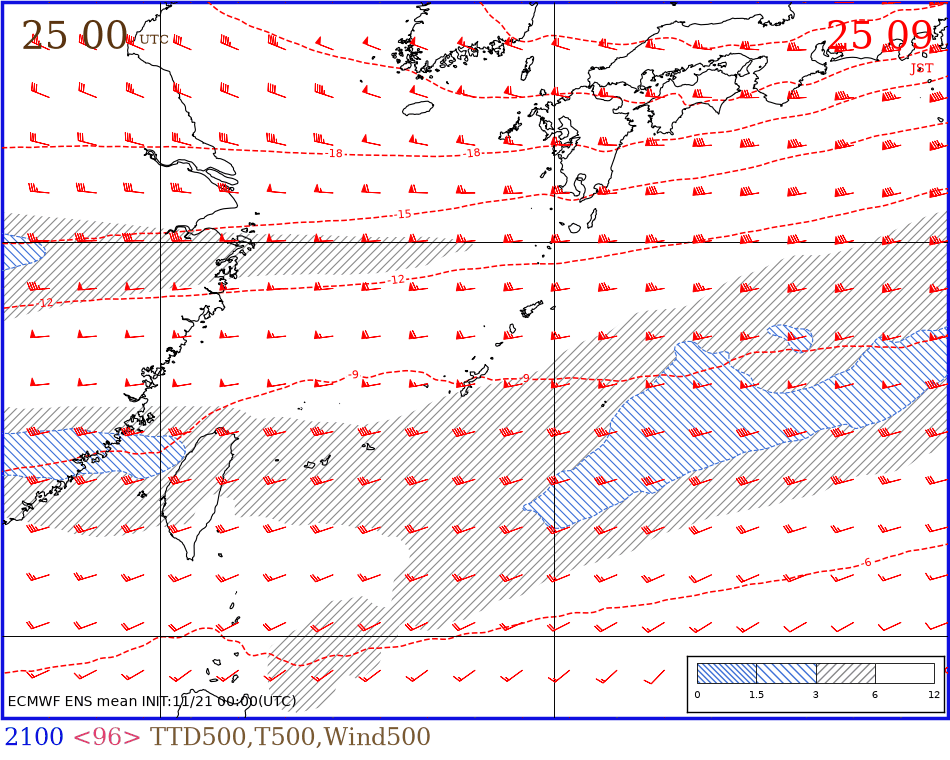 25 00 UTC
25 09
JST
-18
-18
-15
-12
-12
-9
-9
-6
ECMWF ENS mean INIT:11/21 00:00(UTC)
0 1.5 3 6 12
2100 <96> TTD500,T500,Wind500